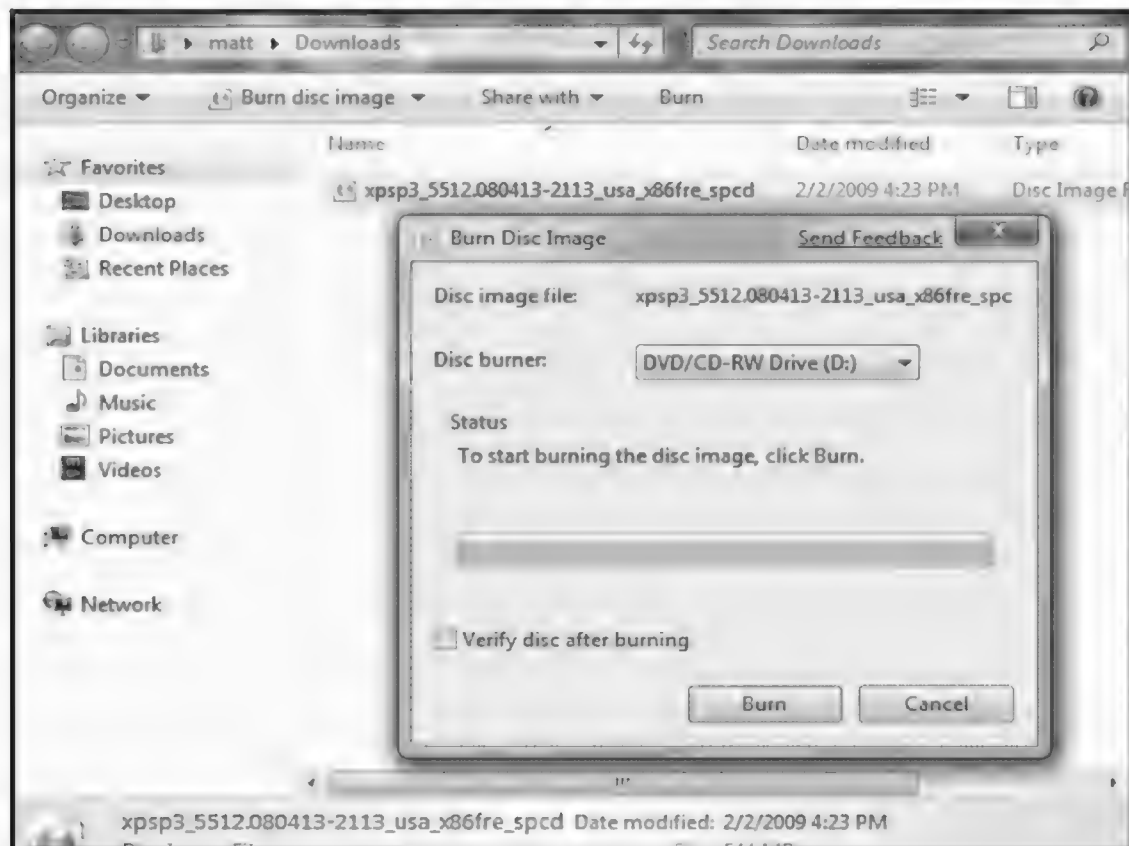 matt Downloads Search Downloads
Organize Burn disc image Share with Burn
Name Date modified Type
Favorites
Desktop
Downloads
Recent Places
Libraries
Documents
Music
Pictures
Videos
Computer
Network
xpsp3_5512.080413-2113_usa_x86fre_spcd 2/2/2009 4:23 PM Disc Image F
Burn Disc Image Send Feedback
Disc image file: xpsp3_5512.080413-2113_usa_x86fre_spc
Disc burner: DVD/CD-RW Drive (D:)
Status
To start burning the disc image, click Burn.
Verify disc after burning
Burn Cancel
xpsp3_5512.080413-2113_usa_x86fre_spcd Date modified: 2/2/2009 4:23 PM